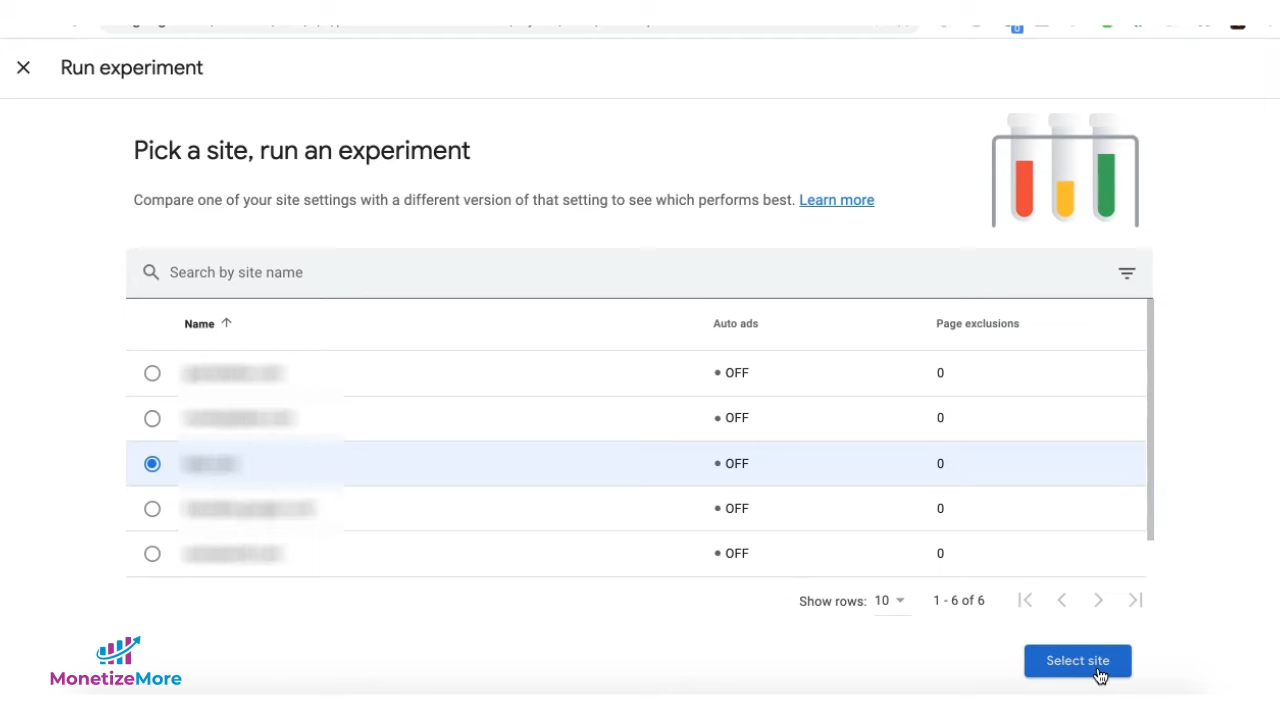 Run experiment
Pick a site, run an experiment
Compare one of your site settings with a different version of that setting to see which performs best. Learn more
Search by site name
Name Auto ads Page exclusions
OFF 0
OFF 0
OFF 0
OFF 0
OFF 0
Show rows: 10 1 - 6 of 6
Select site
MonetizeMore